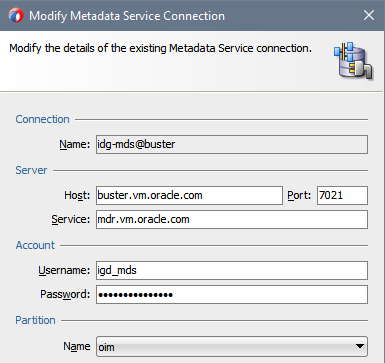 Modify Metadata Service Connection
Modify the details of the existing Metadata Service connection.
Connection
Name: idg-mds@buster
Server
Host: buster.vm.oracle.com Port: 7021
Service: mdr.vm.oracle.com
Account
Username: igd_mds
Password: •••••••••••••••
Partition
Name oim